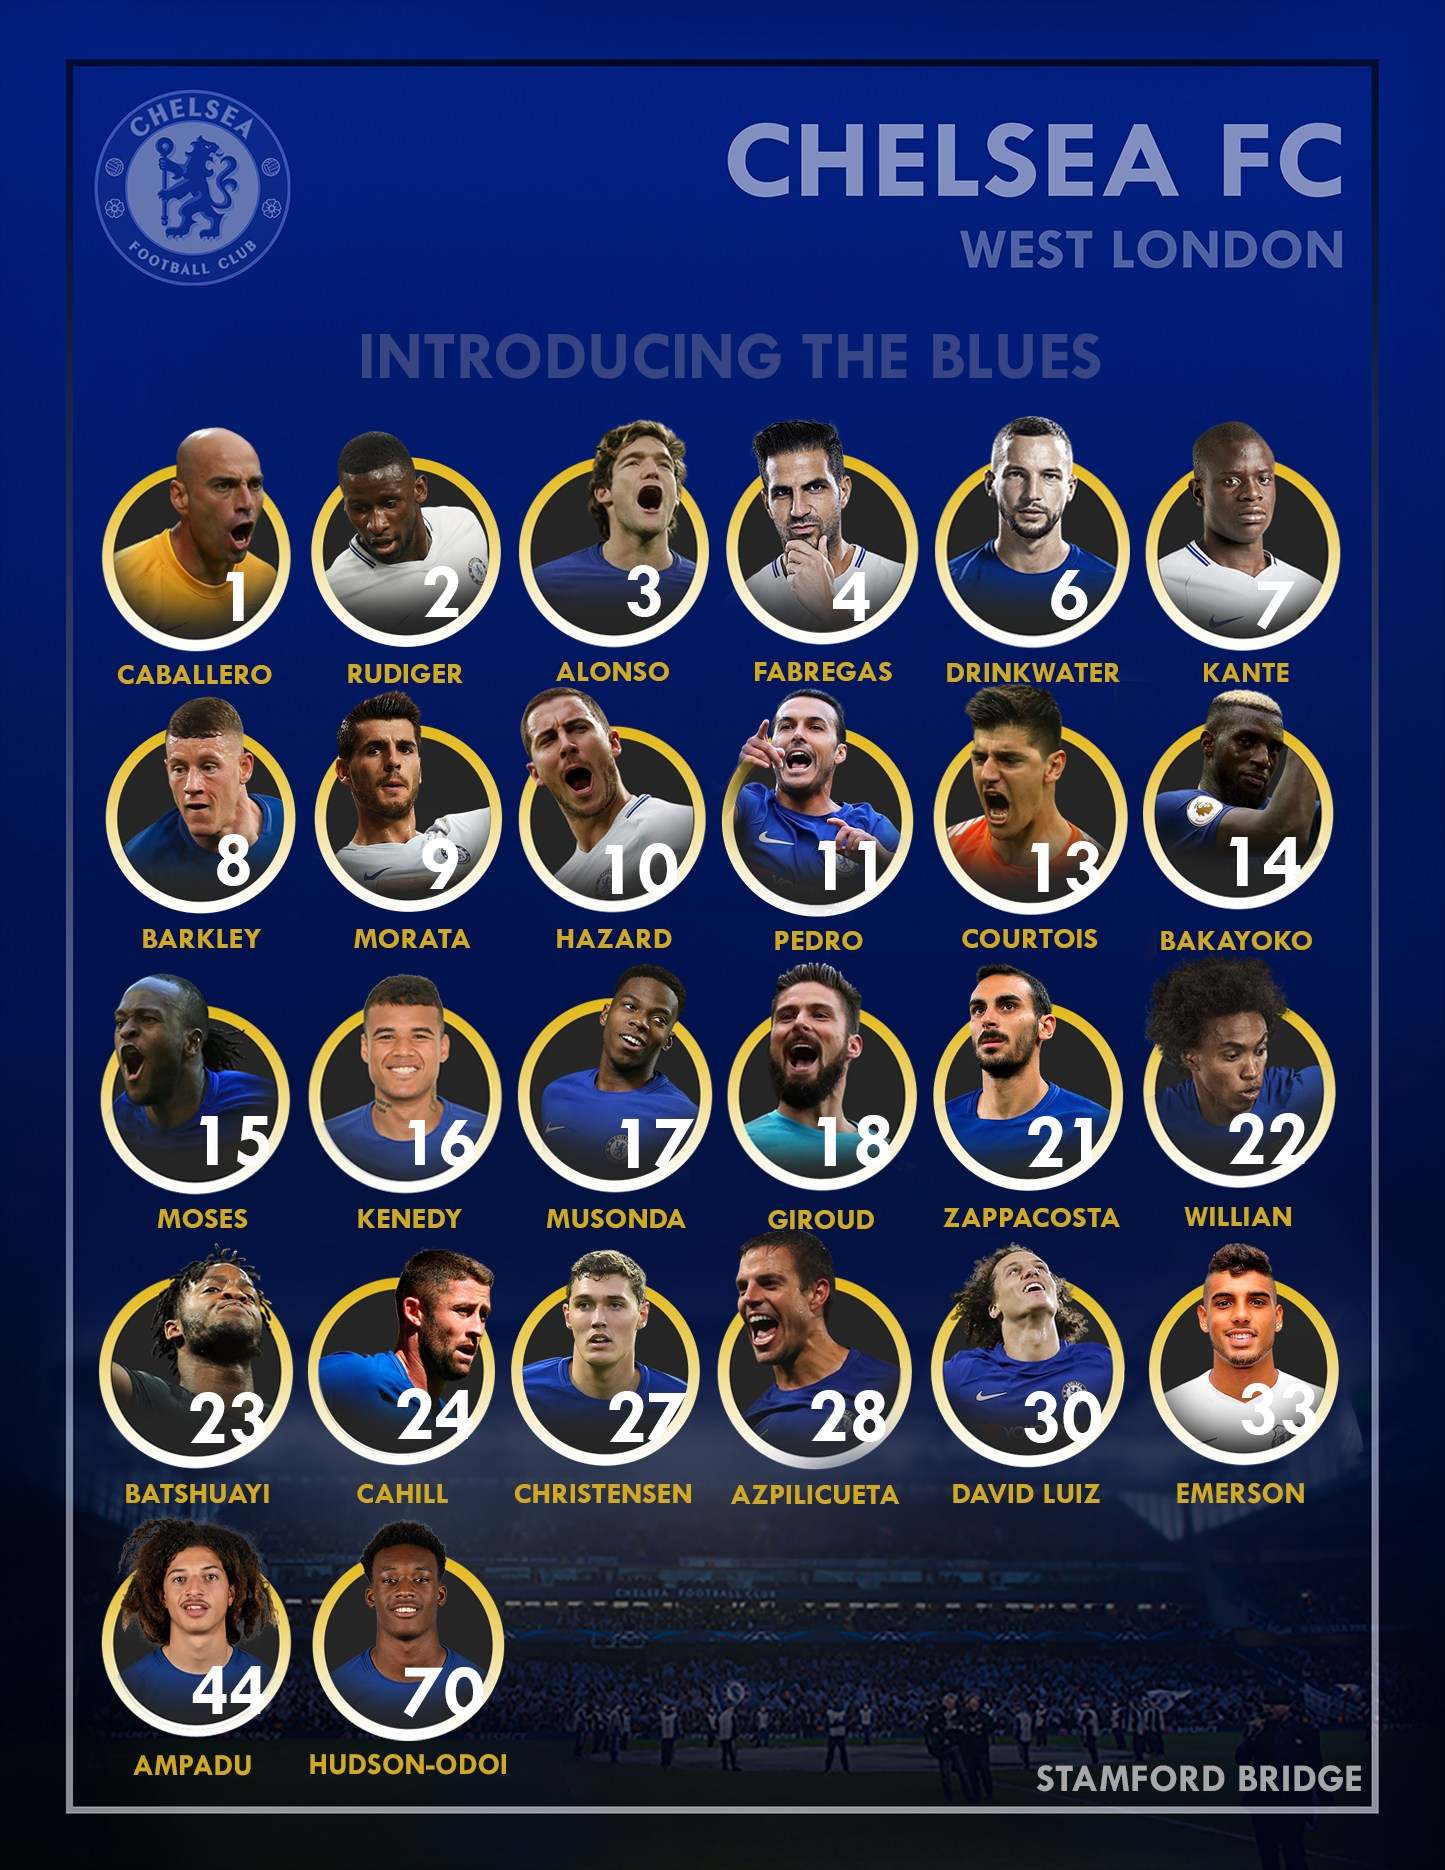 CHELSEA
FOOTBALL CLUB
CHELSEA FC
WEST LONDON
INTRODUCING THE BLUES
1 2 3 4 6 7
CABALLERO RUDIGER ALONSO FABREGAS DRINKWATER KANTE
8 9 10 11 13 14
BARKLEY MORATA HAZARD PEDRO COURTOIS BAKAYOKO
15 16 17 18 21 22
MOSES KENEDY MUSONDA GIROUD ZAPPACOSTA WILLIAN
23 24 27 28 30 33
BATSHUAYI CAHILL CHRISTENSEN AZPILICUETA DAVID LUIZ EMERSON
44 70
AMPADU HUDSON-ODOI
CHELSEA FOOTBALL CLUB
STAMFORD BRIDGE